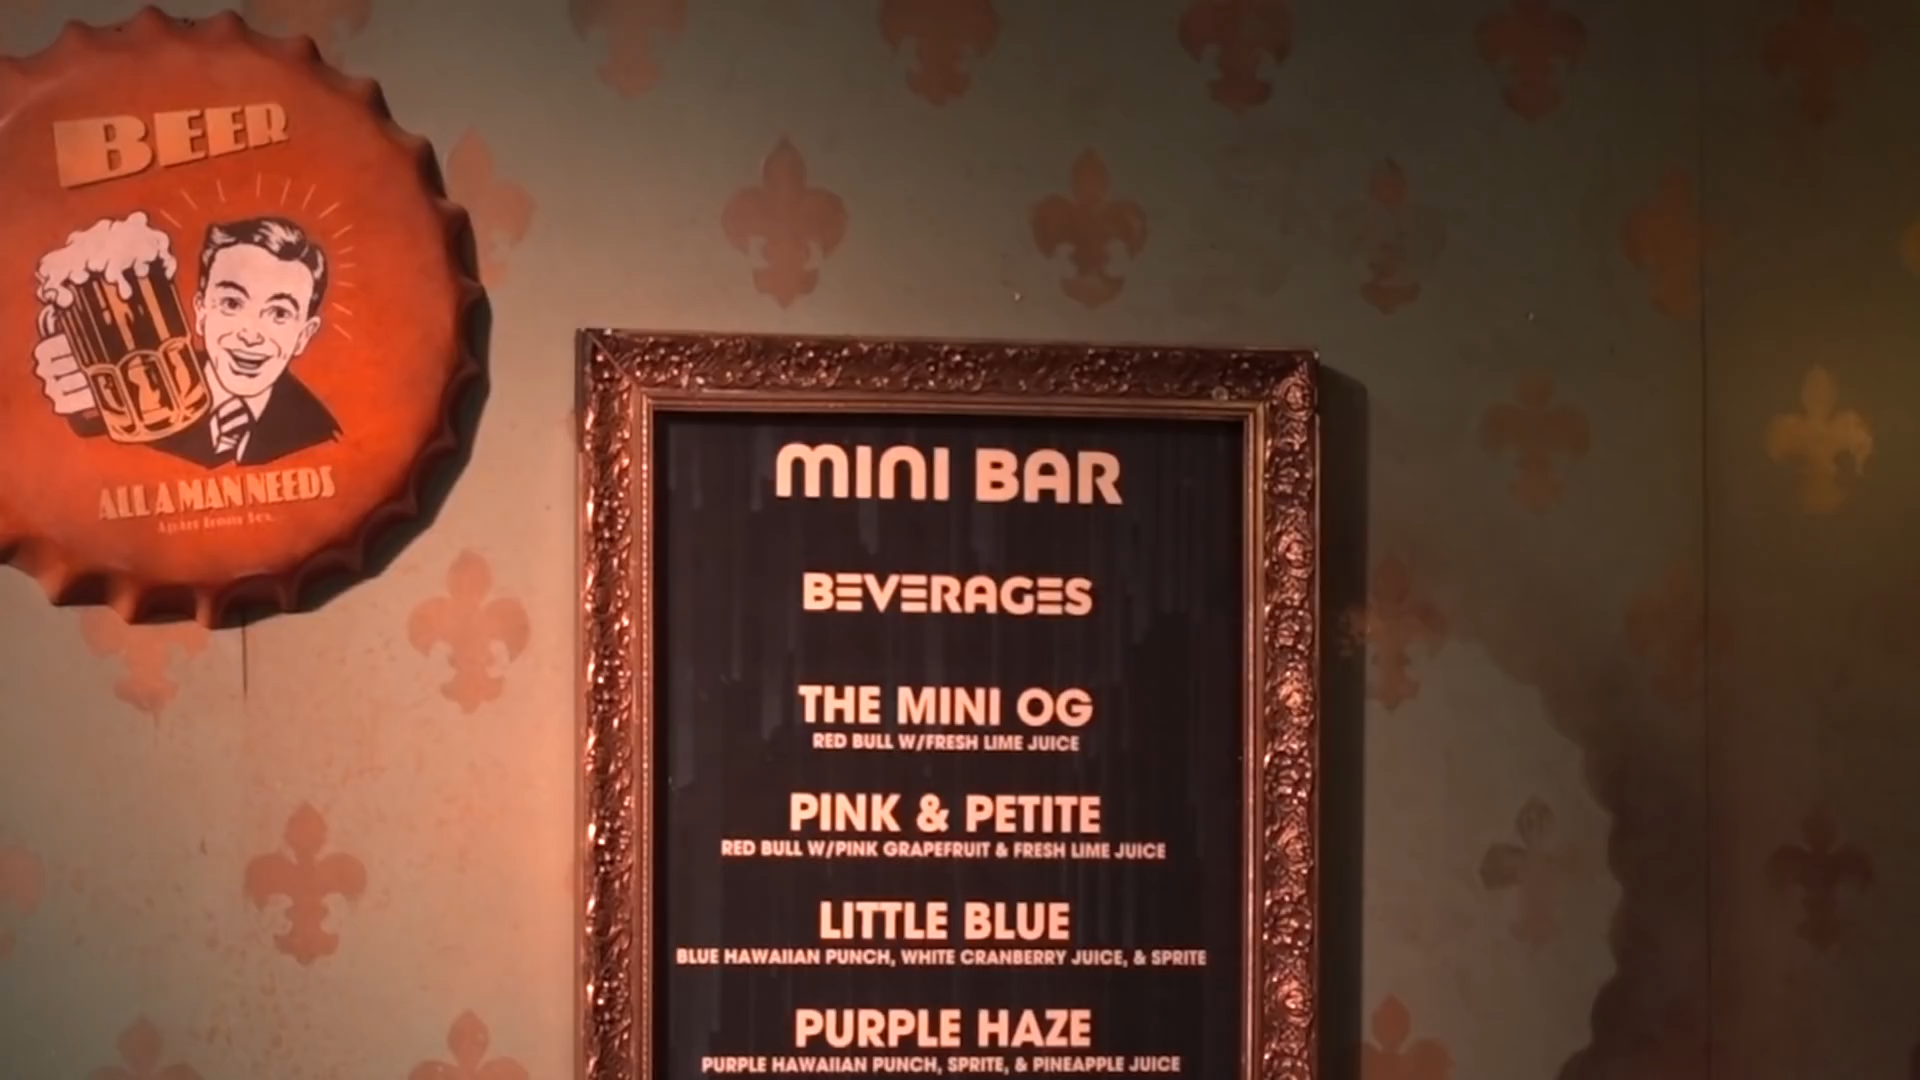 BEER
ALL A MAN NEEDS
MINI BAR
BEVERAGES
THE MINI OG
RED BULL W/FRESH LIME JUICE
PINK & PETITE
RED BULL W/PINK GRAPEFRUIT & FRESH LIME JUICE
LITTLE BLUE
BLUE HAWAIIAN PUNCH, WHITE CRANBERRY JUICE, & SPRITE
PURPLE HAZE
PURPLE HAWAIIAN PUNCH, SPRITE, & PINEAPPLE JUICE